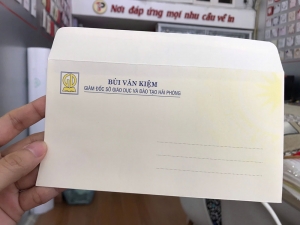 Nơi đáp ứng mọi nhu cầu về in
BÙI VĂN KIỆM
GIÁM ĐỐC SỞ GIÁO DỤC VÀ ĐÀO TẠO HẢI PHÒNG